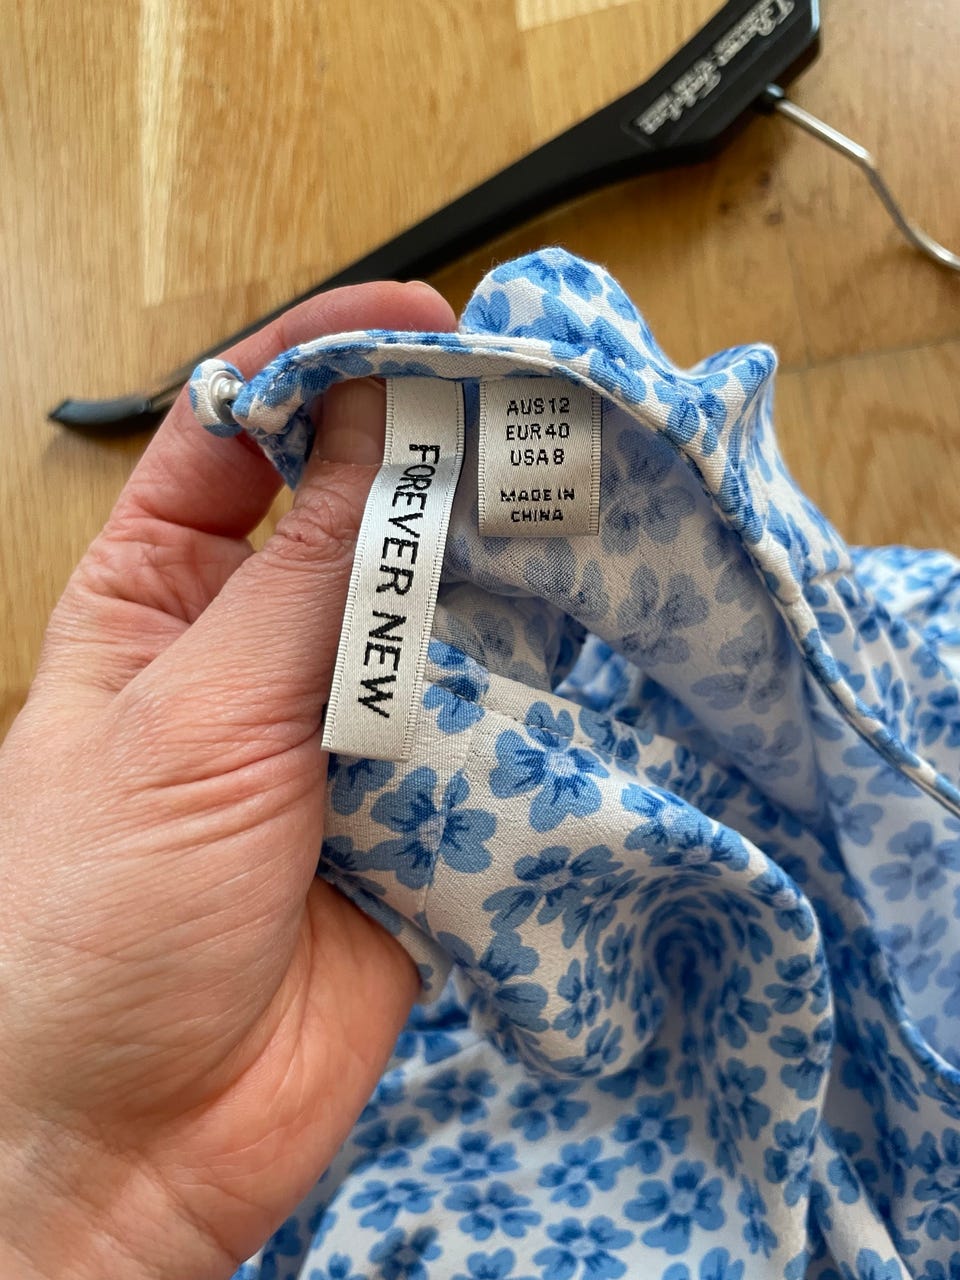 FOREVER NEW
AUS 12
EUR 40
USA 8
MADE IN
CHINA